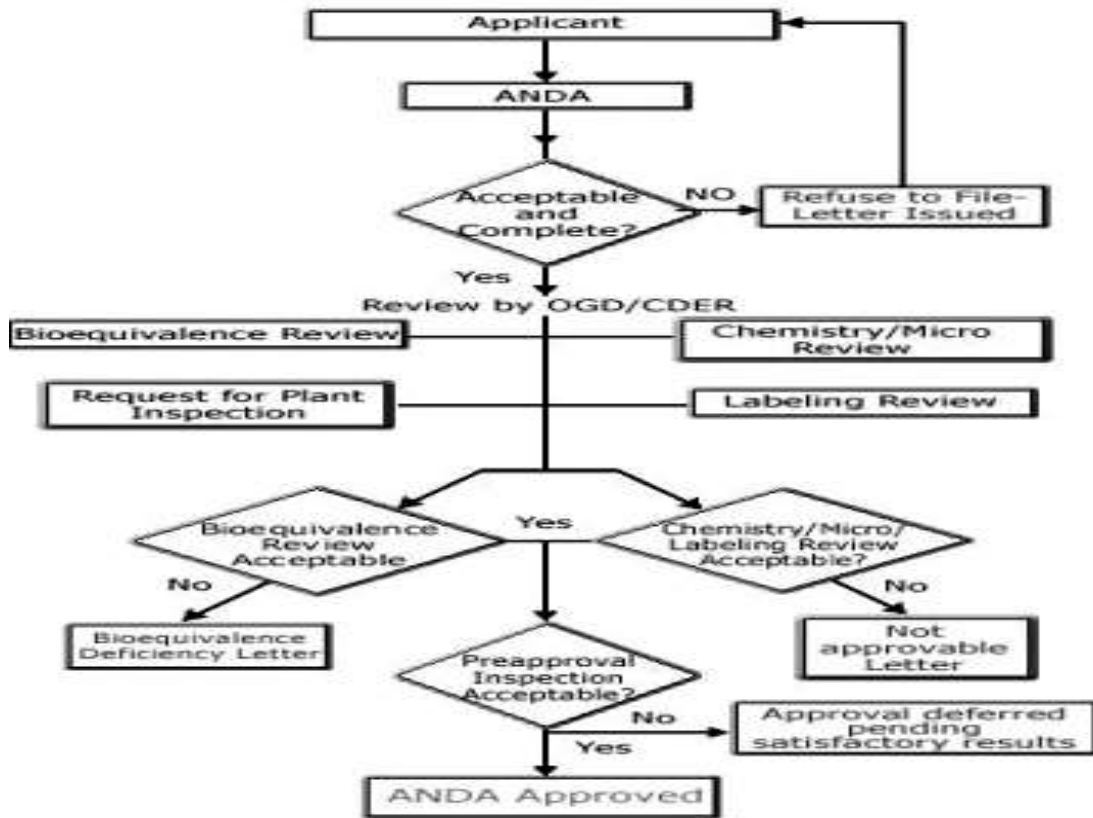 Applicant
ANDA
Acceptable
and
Complete?
NO
Refuse to File-
Letter Issued
Yes
Review by OGD/CDER
Bioequivalence Review
Chemistry/Micro
Review
Request for Plant
Inspection
Labeling Review
Bioequivalence
Review
Acceptable
Yes
Chemistry/Micro/
Labeling Review
Acceptable?
No
No
Bioequivalence
Deficiency Letter
Not
approvable
Letter
Preapproval
Inspection
Acceptable?
No
Approval deferred
pending
satisfactory results
Yes
ANDA Approved